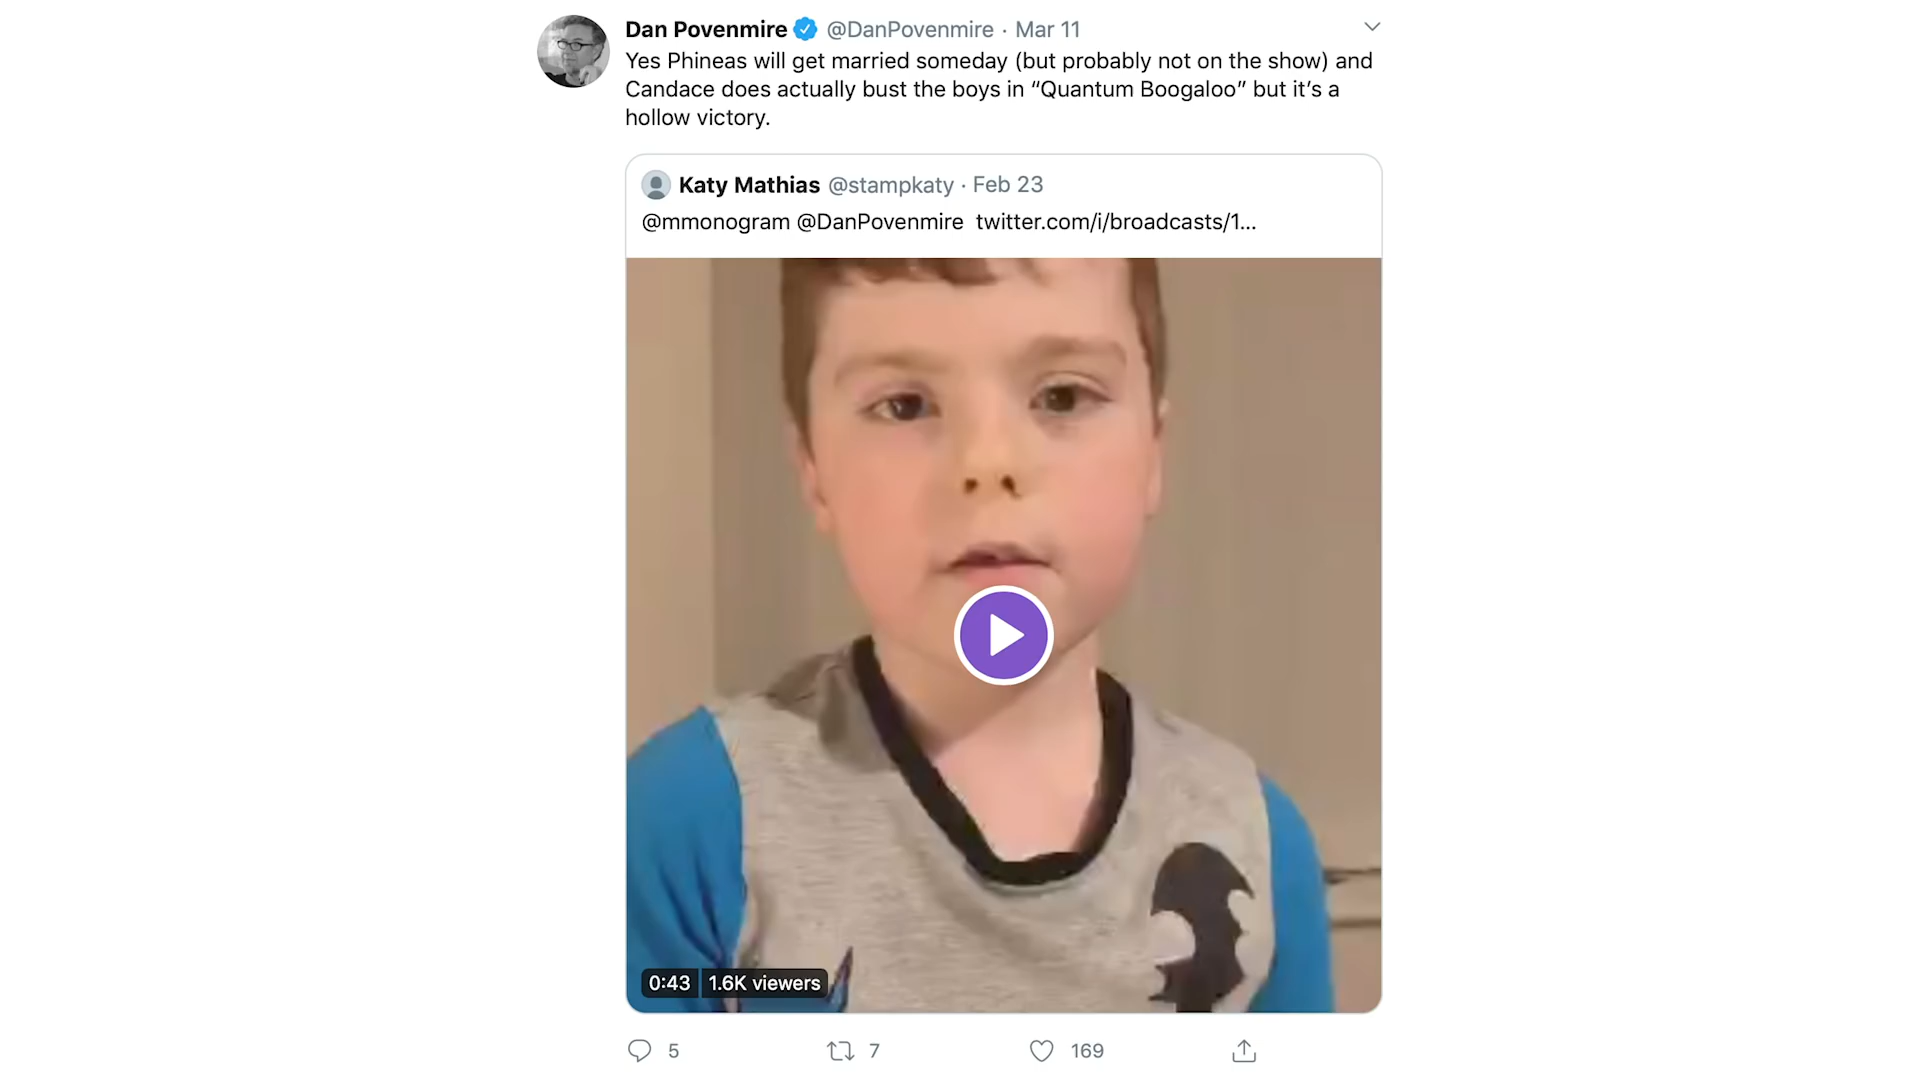 Dan Povenmire @DanPovenmire · Mar 11
Yes Phineas will get married someday (but probably not on the show) and
Candace does actually bust the boys in “Quantum Boogaloo” but it’s a
hollow victory.
Katy Mathias @stampkaty · Feb 23
@mmonogram @DanPovenmire twitter.com/i/broadcasts/1...
0:43 1.6K viewers
5 7 169